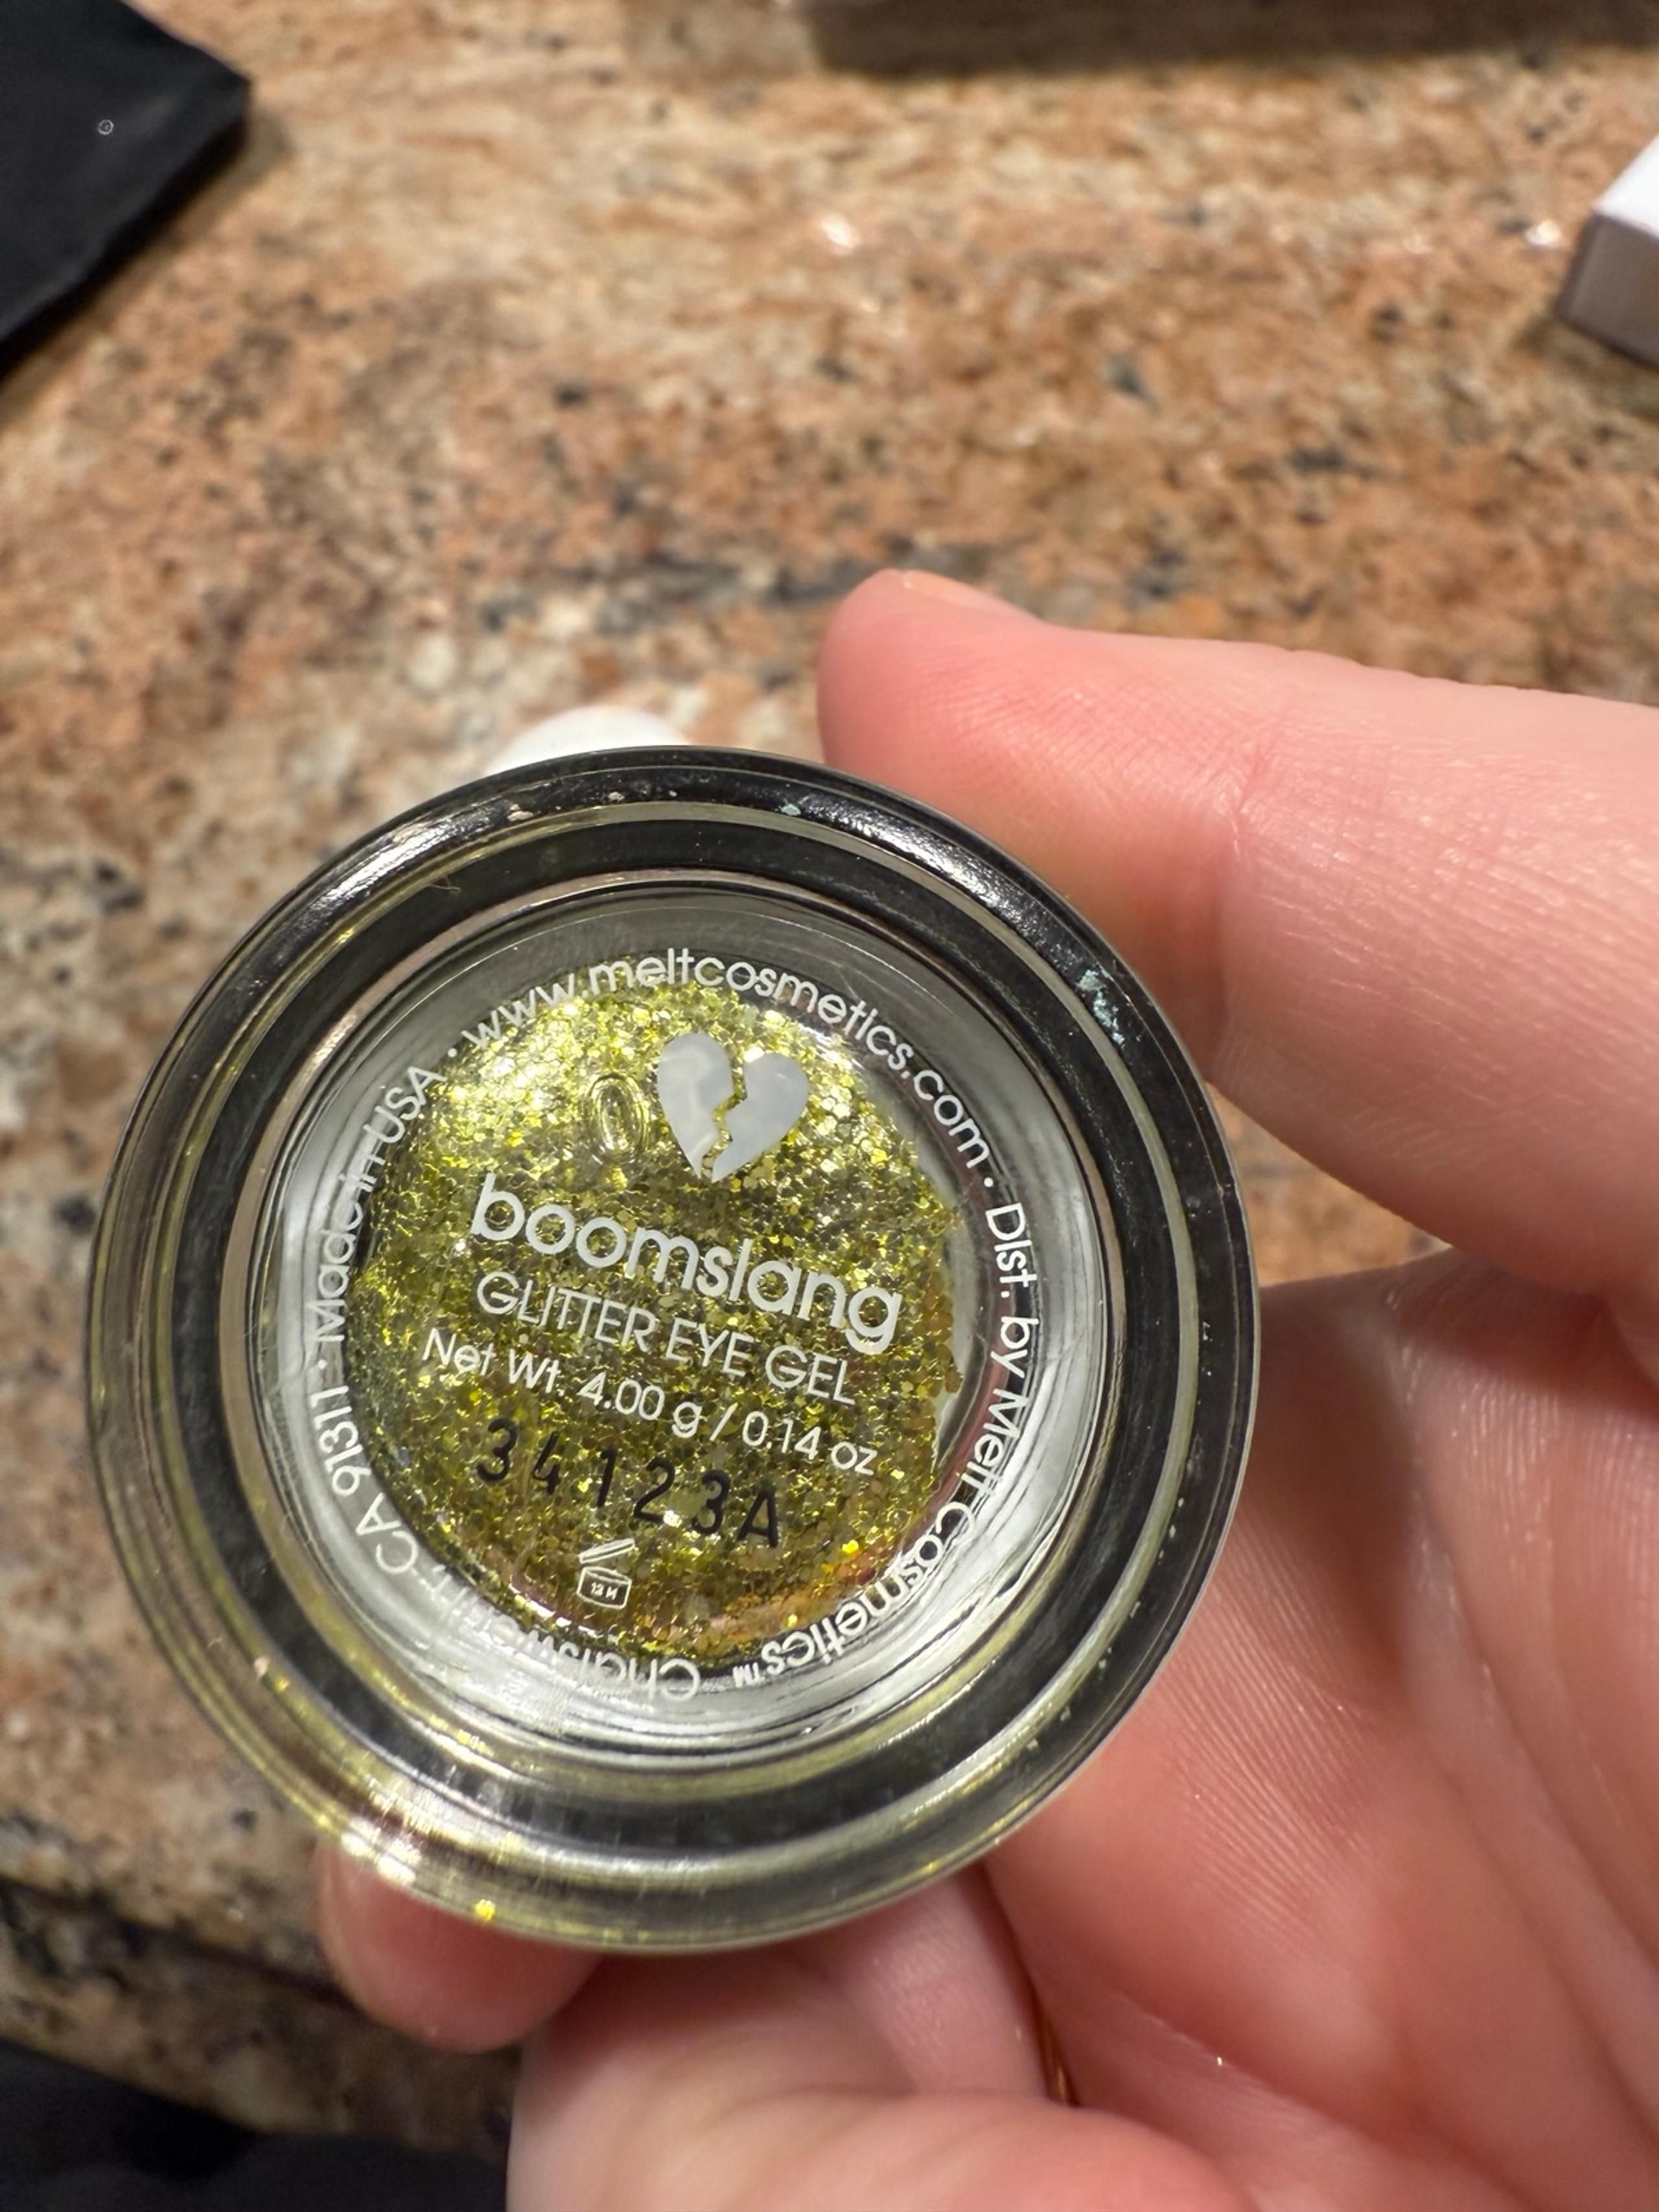 www.meltcosmetics.com • Dist. by Melt Cosmetics™
Chatsworth, CA 91311 • Made in USA •
boomslang
GLITTER EYE GEL
Net Wt. 4.00 g / 0.14 oz
34123A
12 M